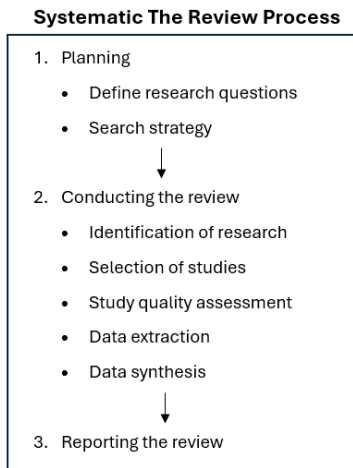 Systematic The Review Process
1. Planning
• Define research questions
• Search strategy
2. Conducting the review
• Identification of research
• Selection of studies
• Study quality assessment
• Data extraction
• Data synthesis
3. Reporting the review